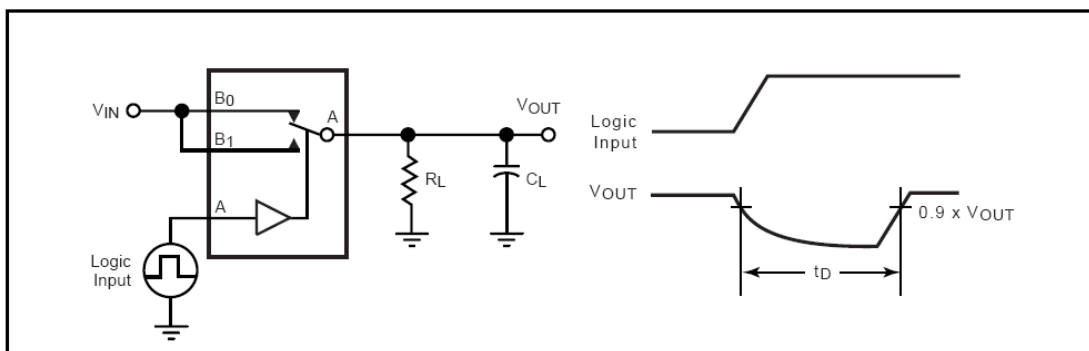 VIN
B0
B1
A
A
VOUT
RL
CL
Logic
Input
Logic
Input
VOUT
0.9 x VOUT
tD